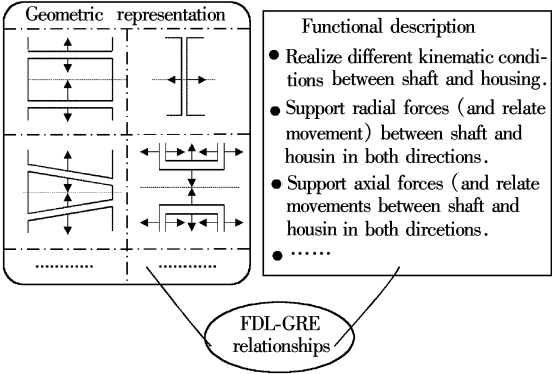 Geometric representation
Functional description
● Realize different kinematic condi-
tions between shaft and housing.
● Support radial forces (and relate
movement) between shaft and
housin in both directions.
● Support axial forces (and relate
movements between shaft and
housin in both dircetions.
● ……
…………
…………
FDL-GRE
relationships